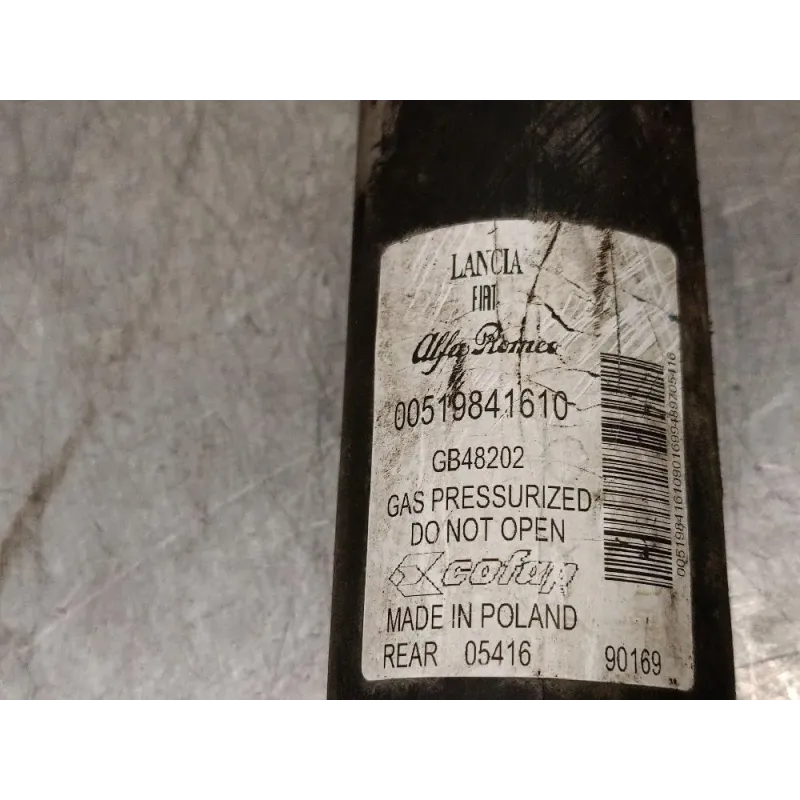 LANCIA
FIAT
Alfa Romeo
00519841610
GB48202
GAS PRESSURIZED
DO NOT OPEN
cofap
MADE IN POLAND
REAR 05416 90169